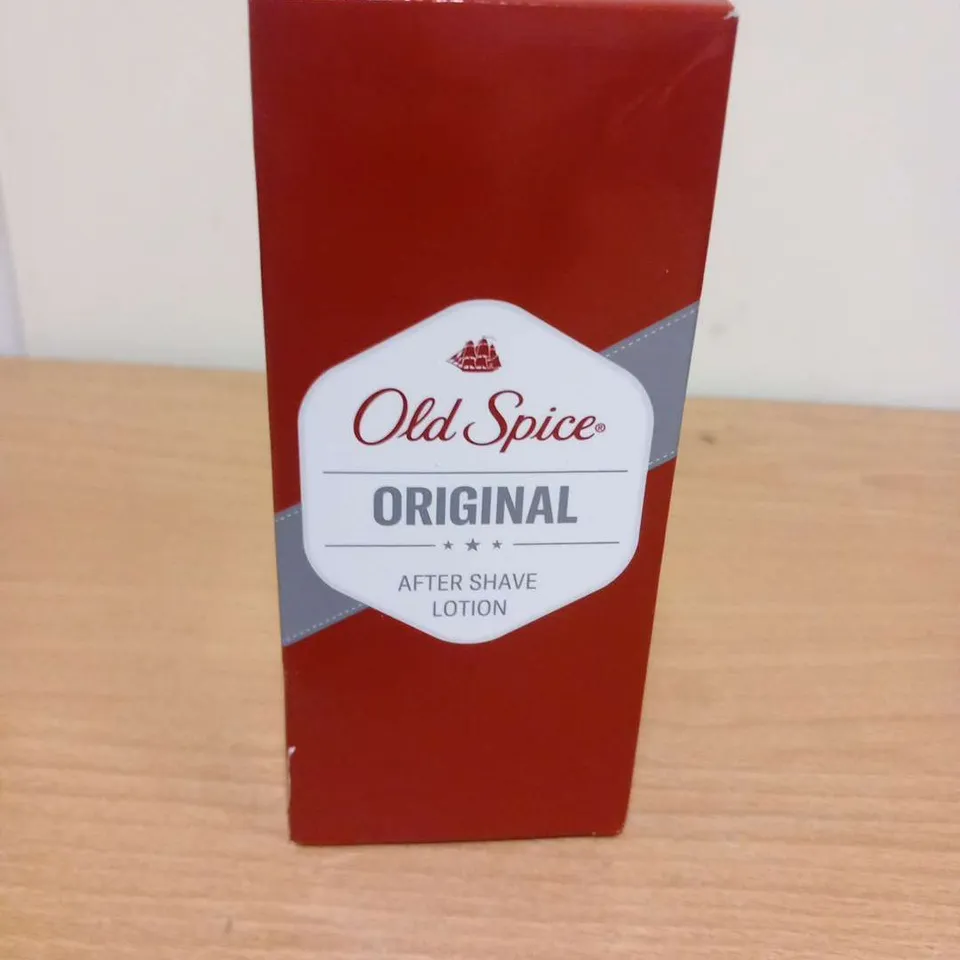 Old Spice®
ORIGINAL
AFTER SHAVE
LOTION